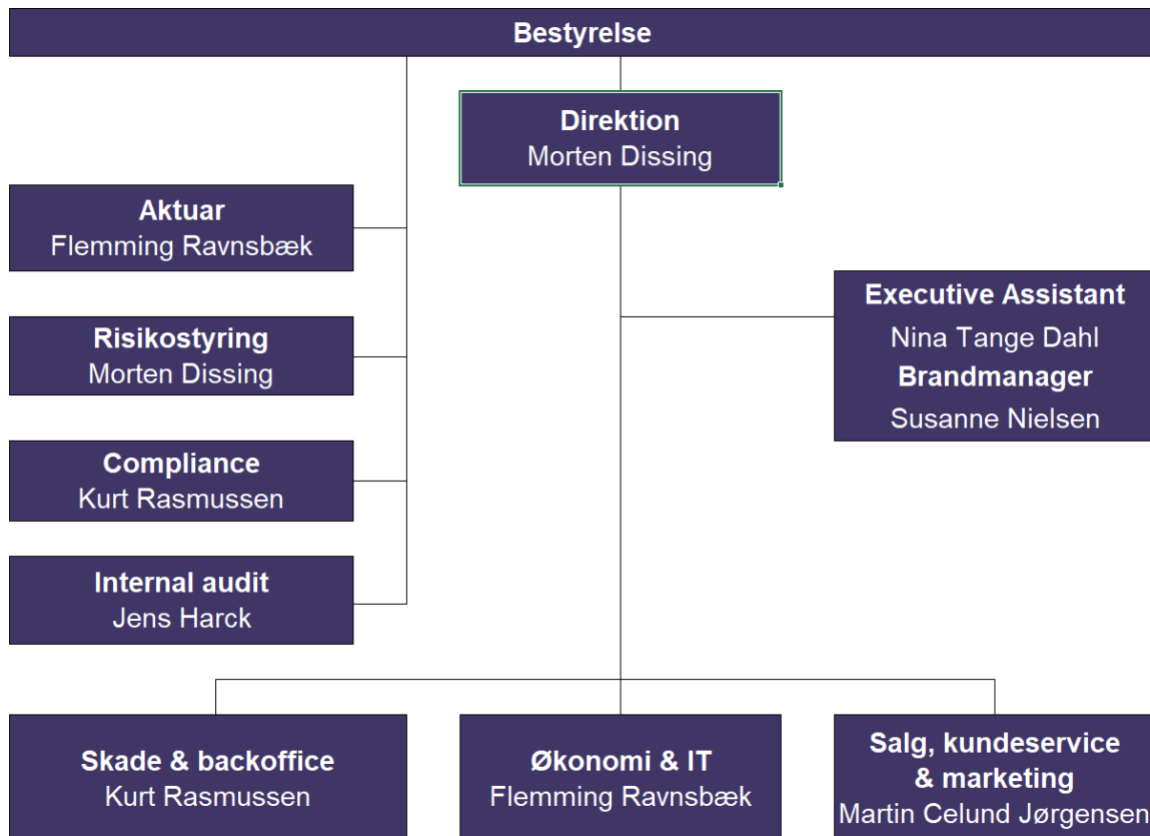 Bestyrelse
Direktion
Morten Dissing
Aktuar
Flemming Ravnsbæk
Risikostyring
Morten Dissing
Compliance
Kurt Rasmussen
Internal audit
Jens Harck
Executive Assistant
Nina Tange Dahl
Brandmanager
Susanne Nielsen
Skade & backoffice
Kurt Rasmussen
Økonomi & IT
Flemming Ravnsbæk
Salg, kundeservice
& marketing
Martin Celund Jørgensen